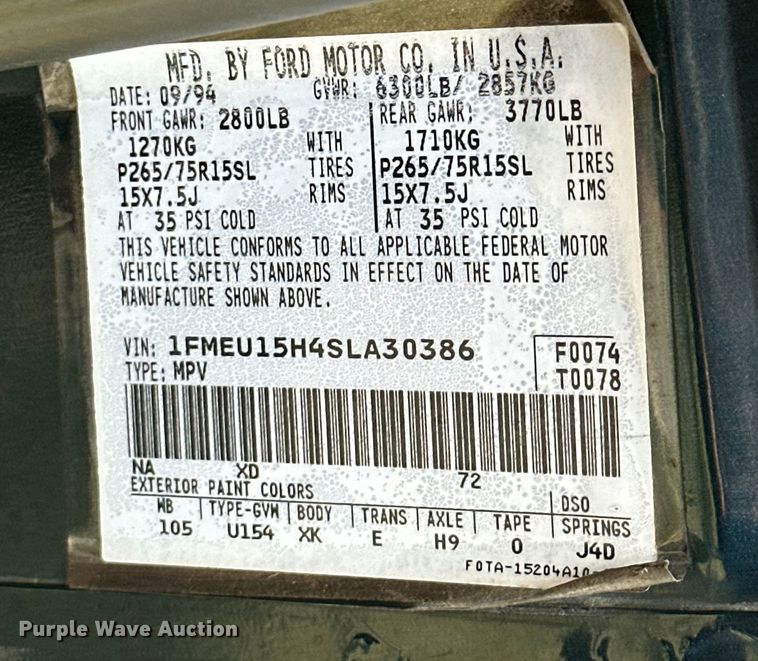 MFD. BY FORD MOTOR CO. IN U.S.A.
DATE: 09/94 GVWR: 6300LB/ 2857KG
FRONT GAWR: 2800LB REAR GAWR: 3770LB
1270KG WITH 1710KG WITH
P265/75R15SL TIRES P265/75R15SL TIRES
15X7.5J RIMS 15X7.5J RIMS
AT 35 PSI COLD AT 35 PSI COLD
THIS VEHICLE CONFORMS TO ALL APPLICABLE FEDERAL MOTOR
VEHICLE SAFETY STANDARDS IN EFFECT ON THE DATE OF
MANUFACTURE SHOWN ABOVE.
VIN: 1FMEU15H4SLA30386 F0074
TYPE: MPV T0078
NA XD 72
EXTERIOR PAINT COLORS DSO
WB TYPE-GVW BODY TRANS AXLE TAPE SPRINGS
105 U154 XK E H9 0 J4D
F0TA-15204A10
Purple Wave Auction